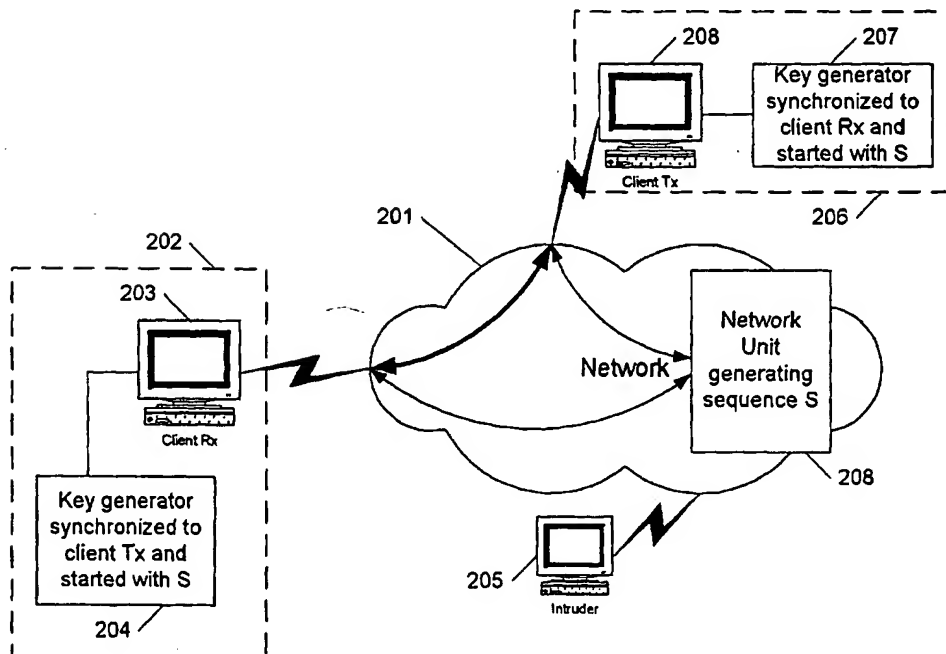 208
207
Key generator
synchronized to
client Rx and
started with S
Client Tx
206
201
202
203
Network
Unit
generating
sequence S
Network
Client Rx
208
Key generator
synchronized to
client Tx and
started with S
204
205
Intruder